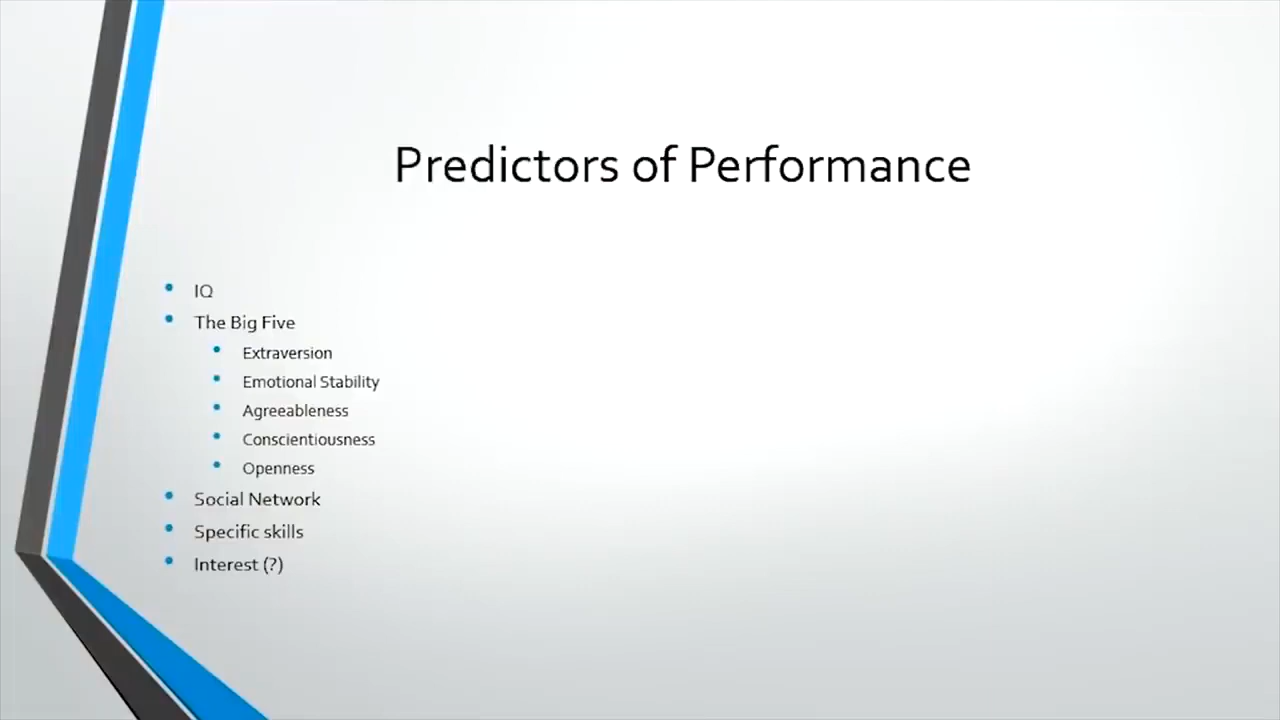 Predictors of Performance
• IQ
• The Big Five
• Extraversion
• Emotional Stability
• Agreeableness
• Conscientiousness
• Openness
• Social Network
• Specific skills
• Interest (?)